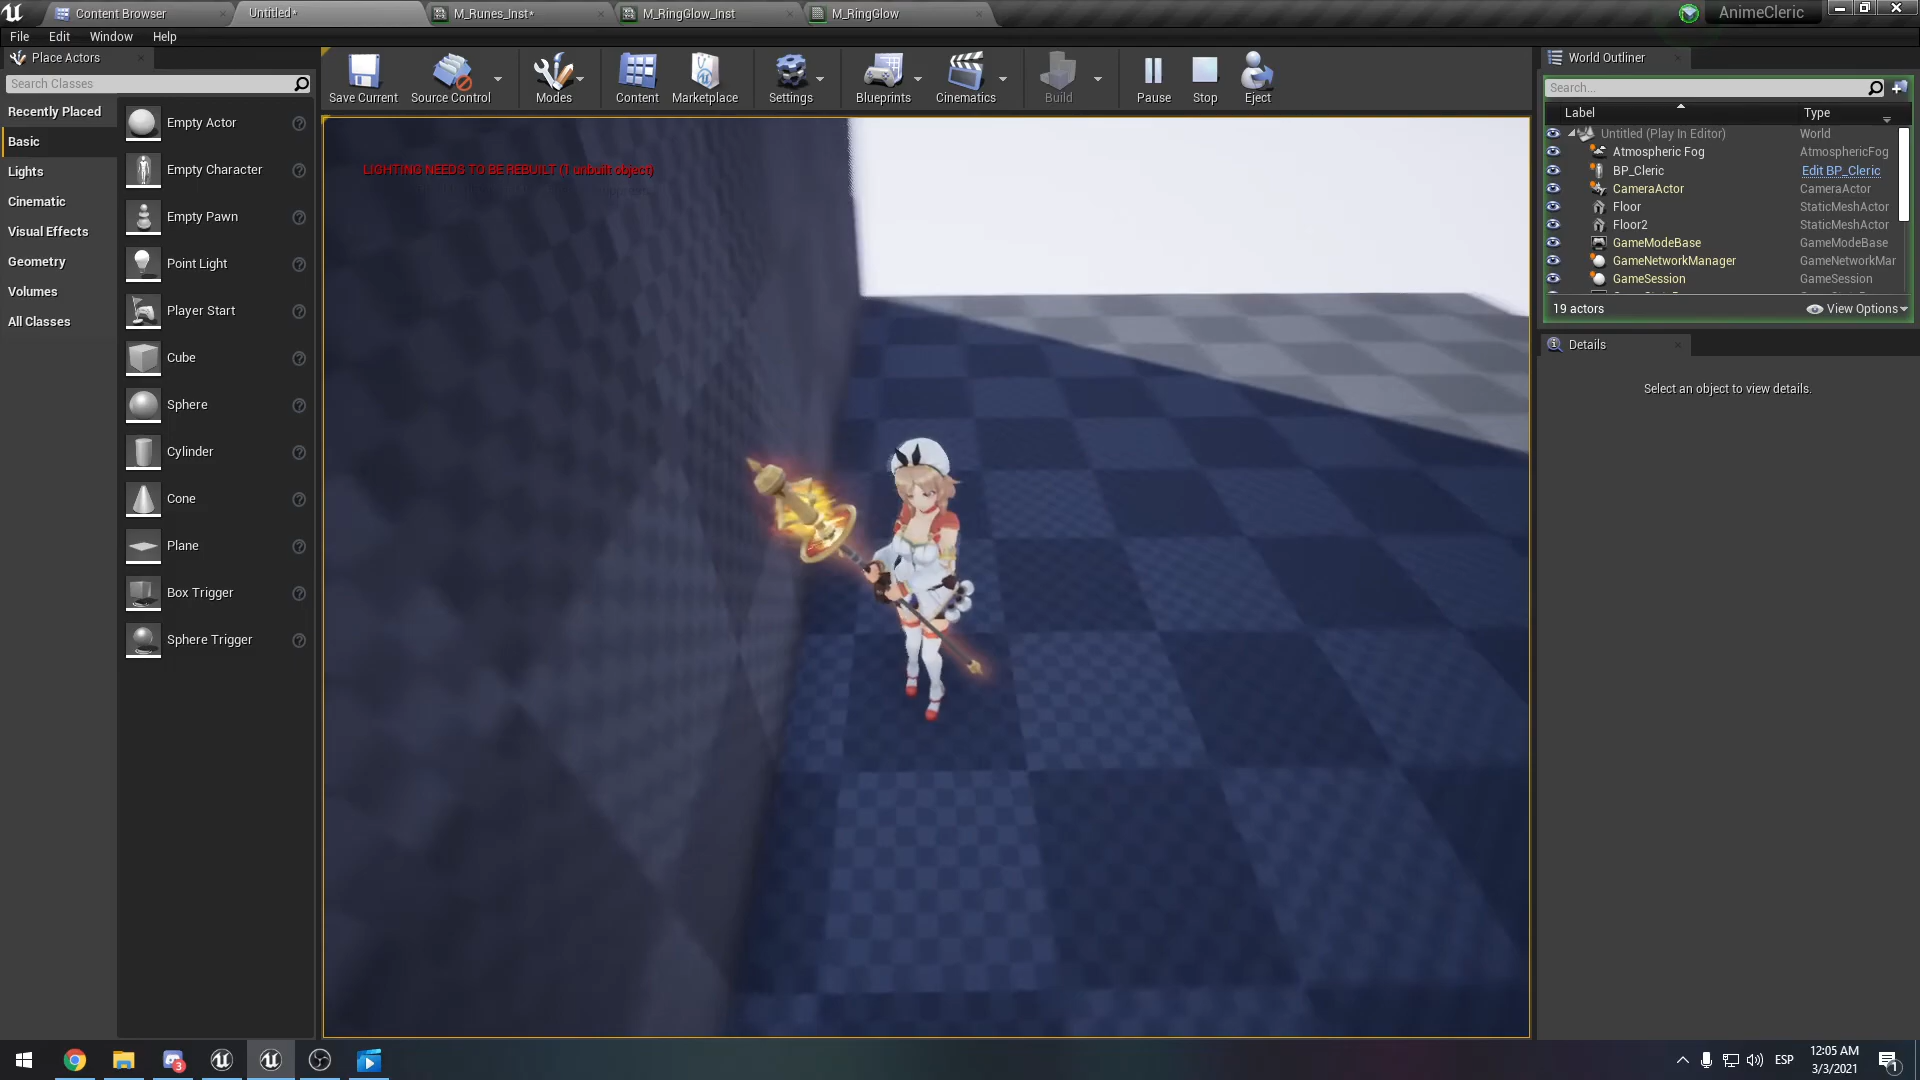 Content Browser
Untitled*
M_Runes_Inst*
M_RingGlow_Inst
M_RingGlow
AnimeCleric
File Edit Window Help
Place Actors
Search Classes
Recently Placed
Basic
Lights
Cinematic
Visual Effects
Geometry
Volumes
All Classes
Empty Actor
Empty Character
Empty Pawn
Point Light
Player Start
Cube
Sphere
Cylinder
Cone
Plane
Box Trigger
Sphere Trigger
Save Current
Source Control
Modes
Content
Marketplace
Settings
Blueprints
Cinematics
Build
Pause
Stop
Eject
LIGHTING NEEDS TO BE REBUILT (1 unbuilt object)
World Outliner
Search...
Label Type
Untitled (Play In Editor) World
Atmospheric Fog AtmosphericFog
BP_Cleric Edit BP_Cleric
CameraActor CameraActor
Floor StaticMeshActor
Floor2 StaticMeshActor
GameModeBase GameModeBase
GameNetworkManager GameNetworkMar
GameSession GameSession
19 actors View Options
Details
Select an object to view details.
3
ESP
12:05 AM
3/3/2021
1